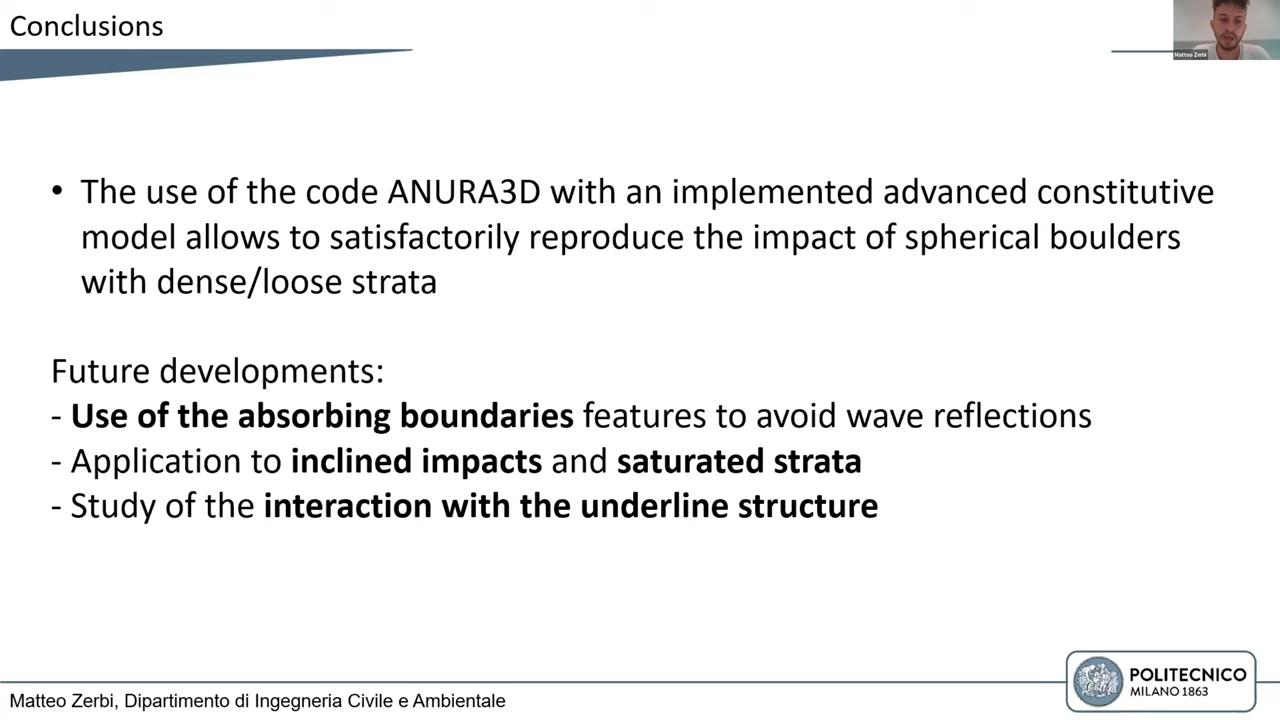 Conclusions
Matteo Zerbi
• The use of the code ANURA3D with an implemented advanced constitutive
model allows to satisfactorily reproduce the impact of spherical boulders
with dense/loose strata
Future developments:
- Use of the absorbing boundaries features to avoid wave reflections
- Application to inclined impacts and saturated strata
- Study of the interaction with the underline structure
POLITECNICO
MILANO 1863
Matteo Zerbi, Dipartimento di Ingegneria Civile e Ambientale